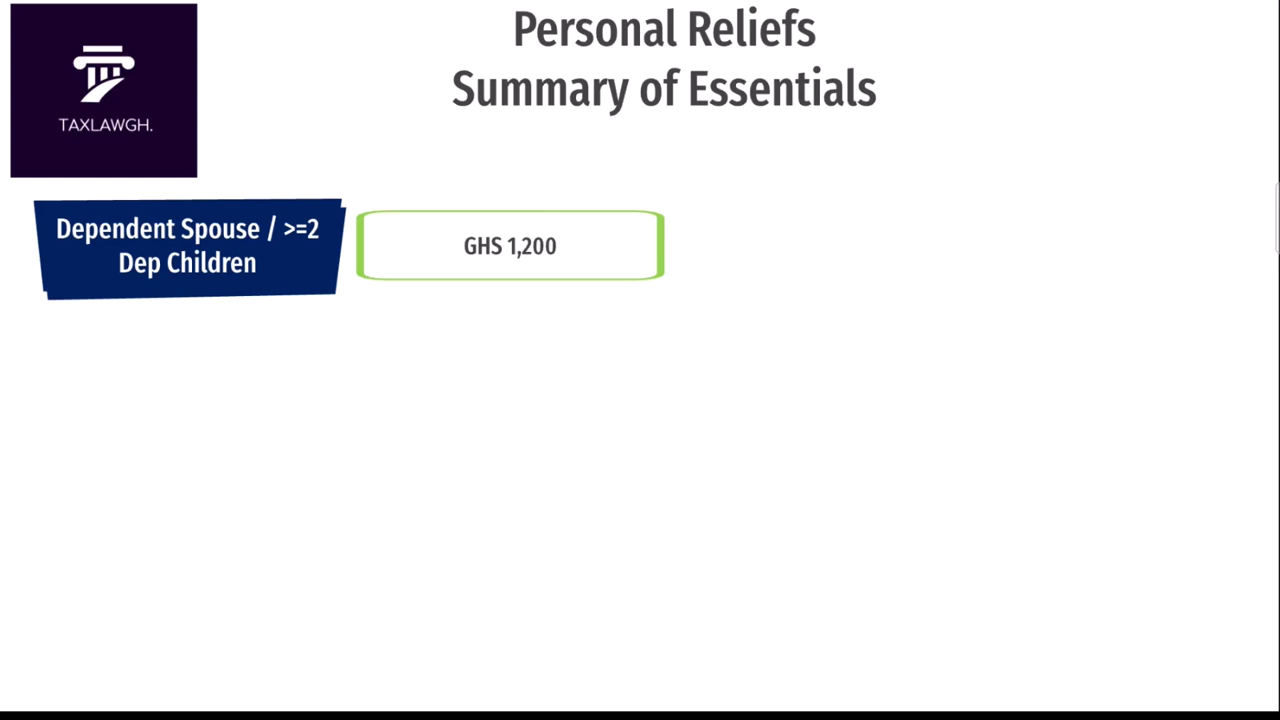 Personal Reliefs
Summary of Essentials
TAXLAWGH.
Dependent Spouse / >=2
Dep Children
GHS 1,200